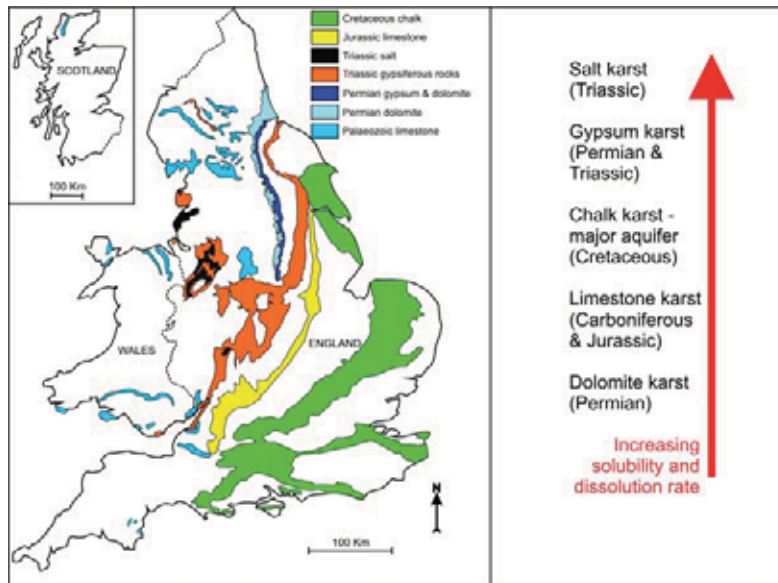 SCOTLAND
100 Km
Cretaceous chalk
Jurassic limestone
Triassic salt
Triassic gypsiferous rocks
Permian gypsum & dolomite
Permian dolomite
Palaeozoic limestone
WALES
ENGLAND
N
100 Km
Salt karst
(Triassic)
Gypsum karst
(Permian &
Triassic)
Chalk karst -
major aquifer
(Cretaceous)
Limestone karst
(Carboniferous
& Jurassic)
Dolomite karst
(Permian)
Increasing
solubility and
dissolution rate